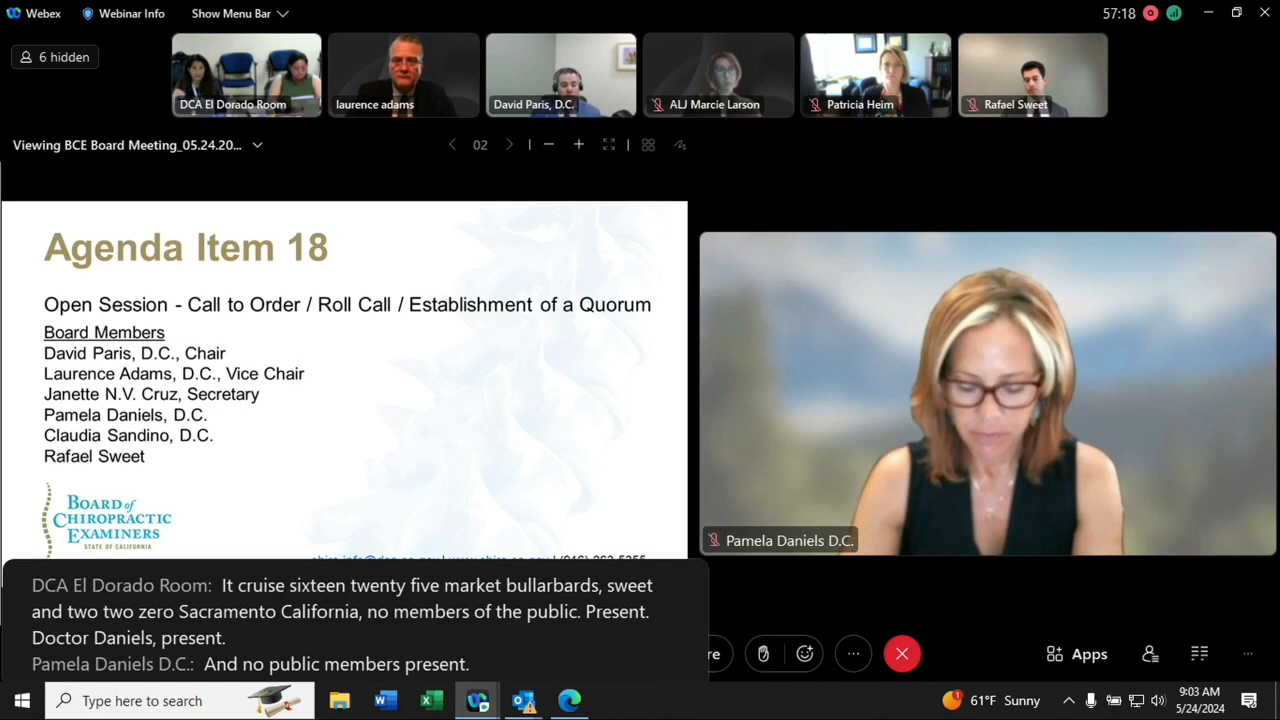 Webex
Webinar Info
Show Menu Bar
57:18
6 hidden
DCA El Dorado Room
laurence adams
David Paris, D.C.
ALJ Marcie Larson
Patricia Heim
Rafael Sweet
Viewing BCE Board Meeting_05.24.20...
02
Agenda Item 18
Open Session - Call to Order / Roll Call / Establishment of a Quorum
Board Members
David Paris, D.C., Chair
Laurence Adams, D.C., Vice Chair
Janette N.V. Cruz, Secretary
Pamela Daniels, D.C.
Claudia Sandino, D.C.
Rafael Sweet
BOARD of
CHIROPRACTIC
EXAMINERS
STATE OF CALIFORNIA
Pamela Daniels D.C.
DCA El Dorado Room: It cruise sixteen twenty five market bullarbards, sweet
and two two zero Sacramento California, no members of the public. Present.
Doctor Daniels, present.
Pamela Daniels D.C.: And no public members present.
re
Apps
Type here to search
1
61°F Sunny
9:03 AM
5/24/2024